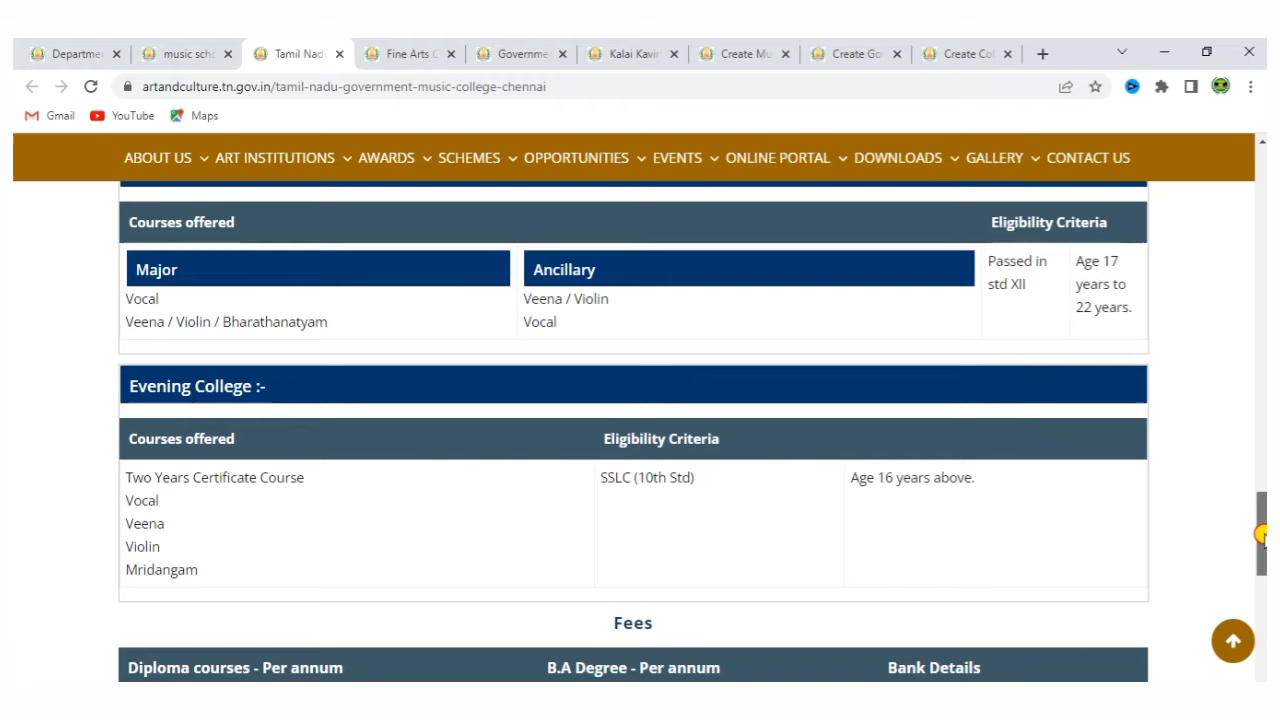 Departme
music scho
Tamil Nad
Fine Arts C
Governme
Kalai Kavin
Create Mu
Create Go
Create Col
artandculture.tn.gov.in/tamil-nadu-government-music-college-chennai
Gmail
YouTube
Maps
ABOUT US
ART INSTITUTIONS
AWARDS
SCHEMES
OPPORTUNITIES
EVENTS
ONLINE PORTAL
DOWNLOADS
GALLERY
CONTACT US
Courses offered
Eligibility Criteria
Major
Ancillary
Passed in
std XII
Age 17
years to
22 years.
Vocal
Veena / Violin / Bharathanatyam
Veena / Violin
Vocal
Evening College :-
Courses offered
Eligibility Criteria
Two Years Certificate Course
Vocal
Veena
Violin
Mridangam
SSLC (10th Std)
Age 16 years above.
Fees
Diploma courses - Per annum
B.A Degree - Per annum
Bank Details